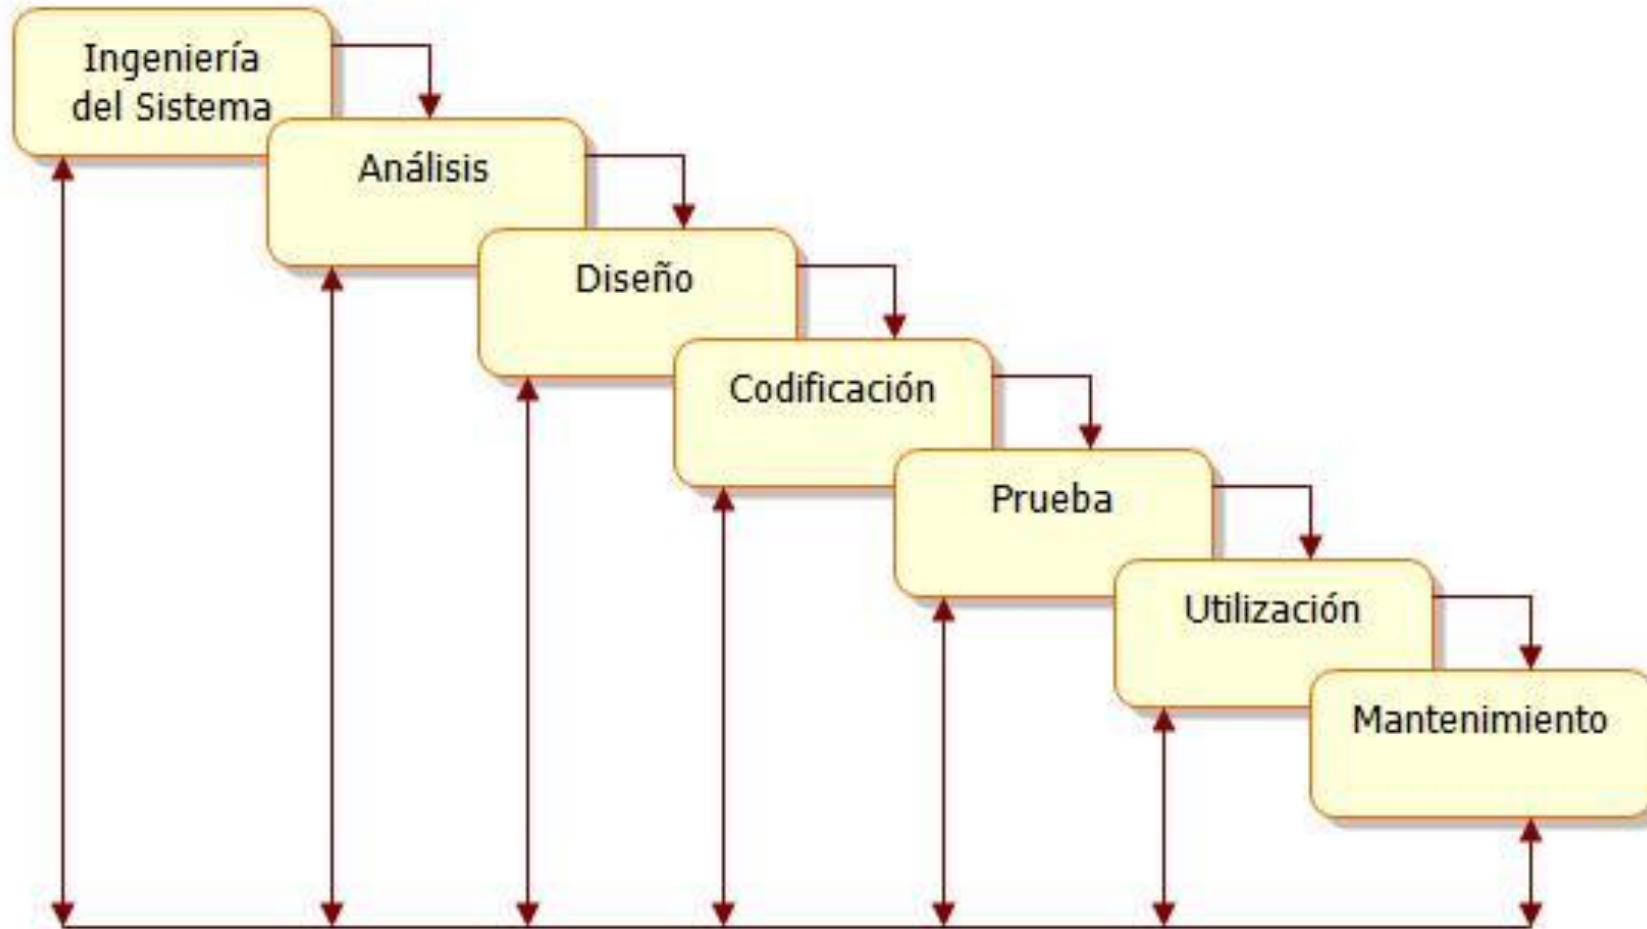 Ingeniería
del Sistema
Análisis
Diseño
Codificación
Prueba
Utilización
Mantenimiento